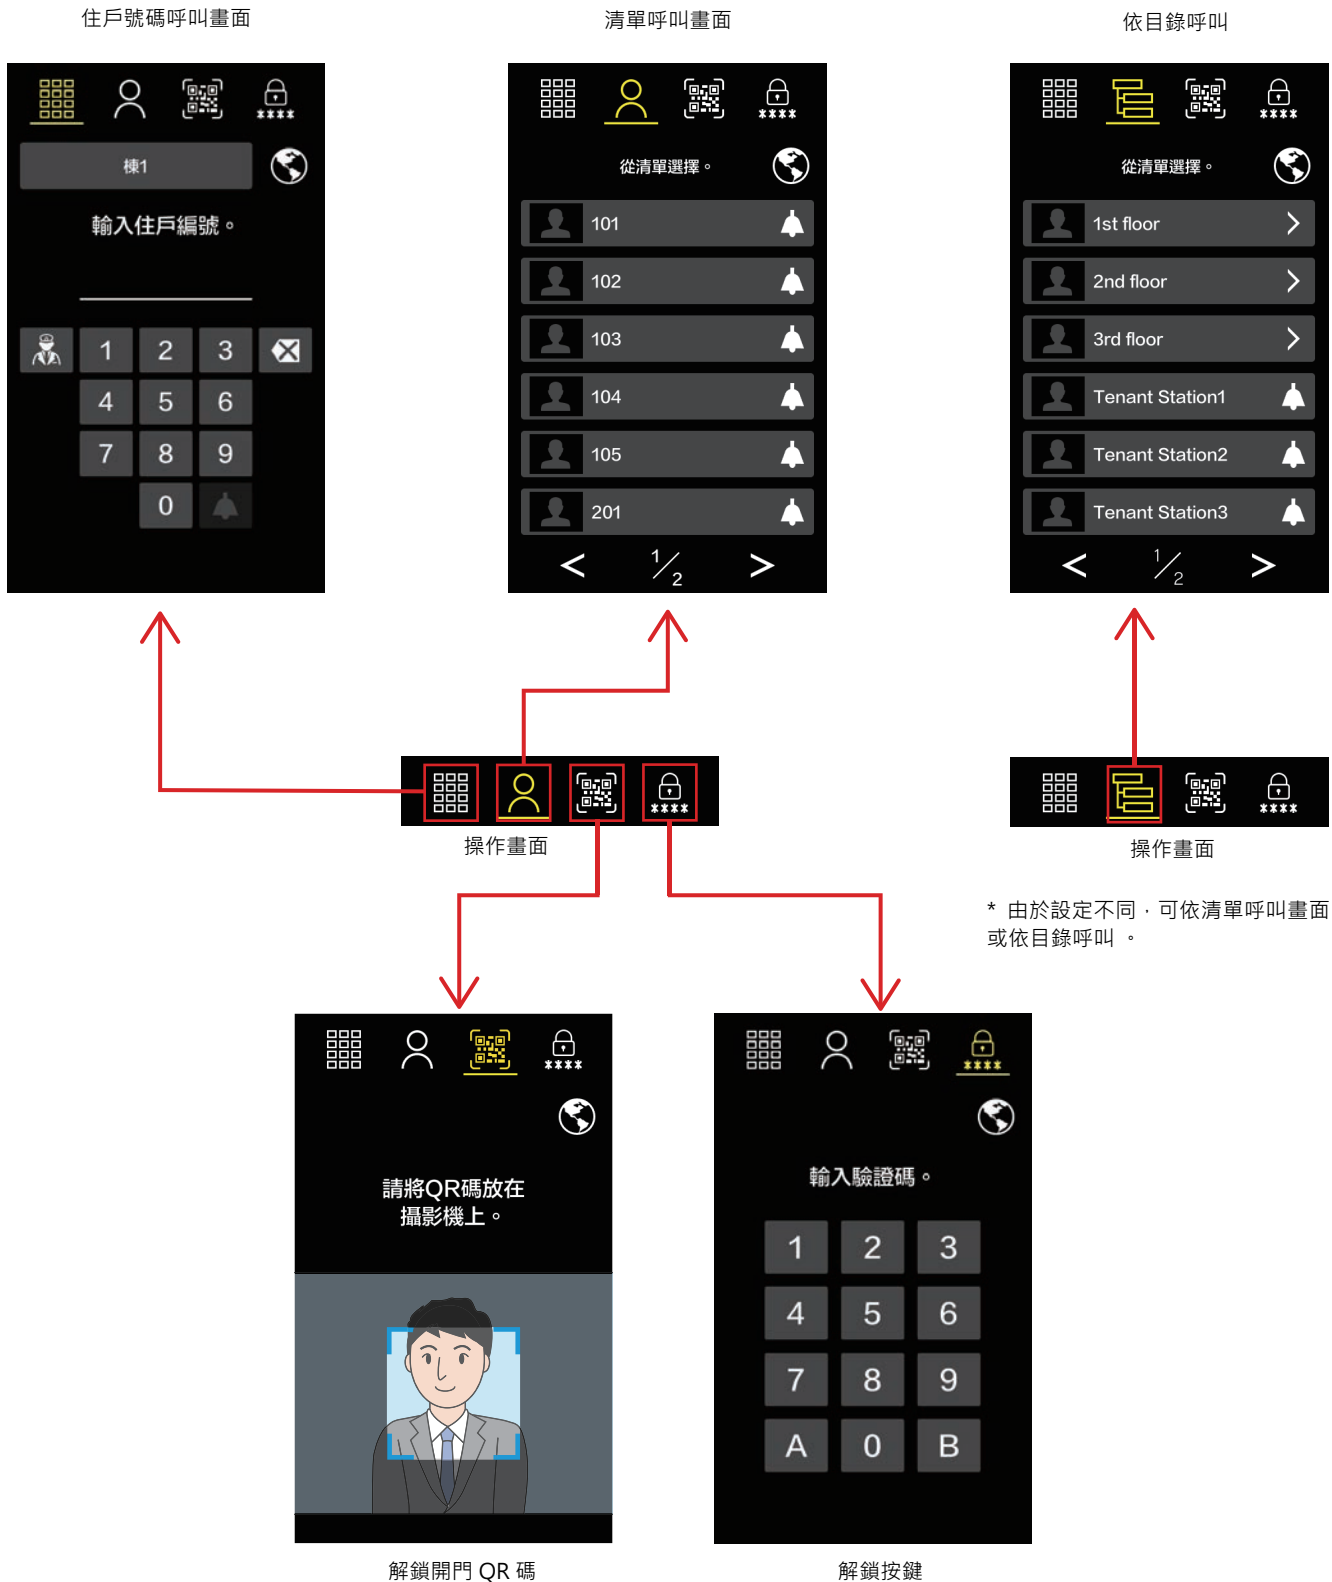 住戶號碼呼叫畫面
清單呼叫畫面
依目錄呼叫
****
棟1
輸入住戶編號。
1 2 3
4 5 6
7 8 9
0
****
從清單選擇。
101
102
103
104
105
201
< 1/2 >
****
從清單選擇。
1st floor
2nd floor
3rd floor
Tenant Station1
Tenant Station2
Tenant Station3
< 1/2 >
****
操作畫面
****
操作畫面
* 由於設定不同，可依清單呼叫畫面
或依目錄呼叫 。
****
請將QR碼放在
攝影機上。
解鎖開門 QR 碼
****
輸入驗證碼。
1 2 3
4 5 6
7 8 9
A 0 B
解鎖按鍵